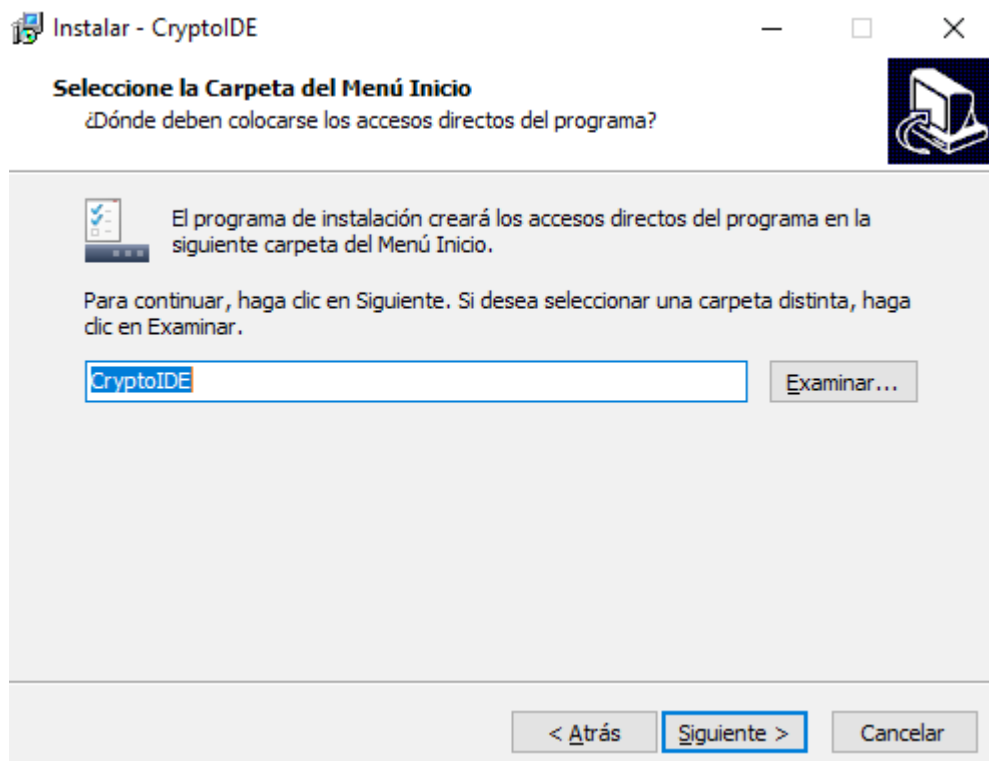 Instalar - CryptoIDE
Seleccione la Carpeta del Menú Inicio
¿Dónde deben colocarse los accesos directos del programa?
El programa de instalación creará los accesos directos del programa en la
siguiente carpeta del Menú Inicio.
Para continuar, haga clic en Siguiente. Si desea seleccionar una carpeta distinta, haga
clic en Examinar.
CryptoIDE
Examinar...
< Atrás
Siguiente >
Cancelar